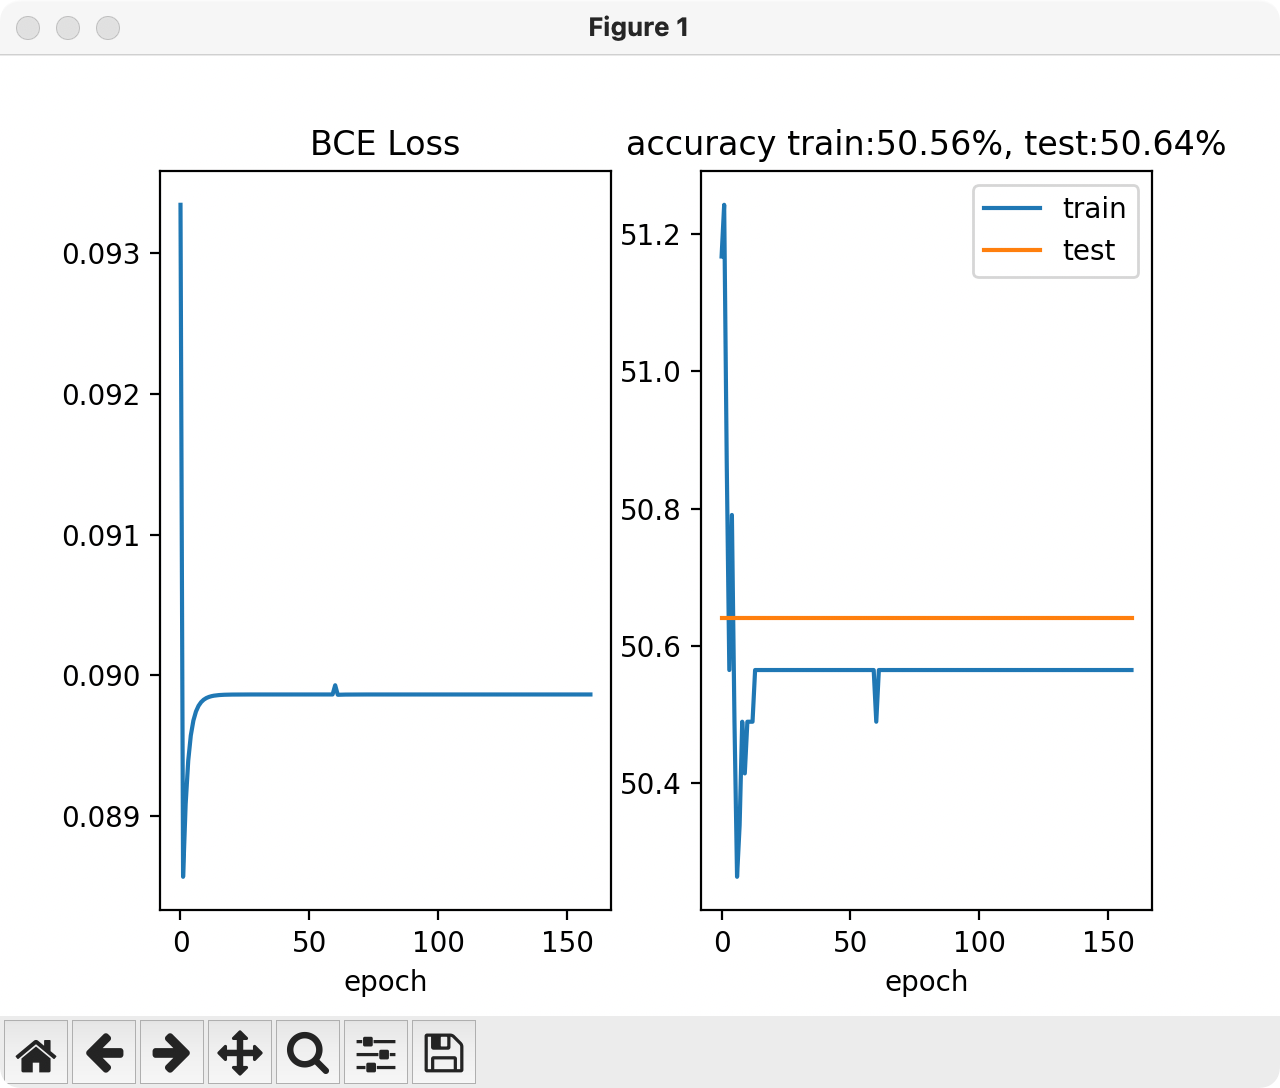 Figure 1
BCE Loss
0.093
0.092
0.091
0.090
0.089
0 50 100 150
epoch
accuracy train:50.56%, test:50.64%
train
test
51.2
51.0
50.8
50.6
50.4
0 50 100 150
epoch